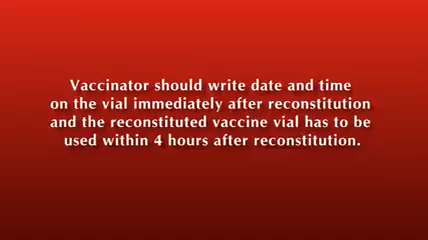 Vaccinator should write date and time
on the vial immediately after reconstitution
and the reconstituted vaccine vial has to be
used within 4 hours after reconstitution.